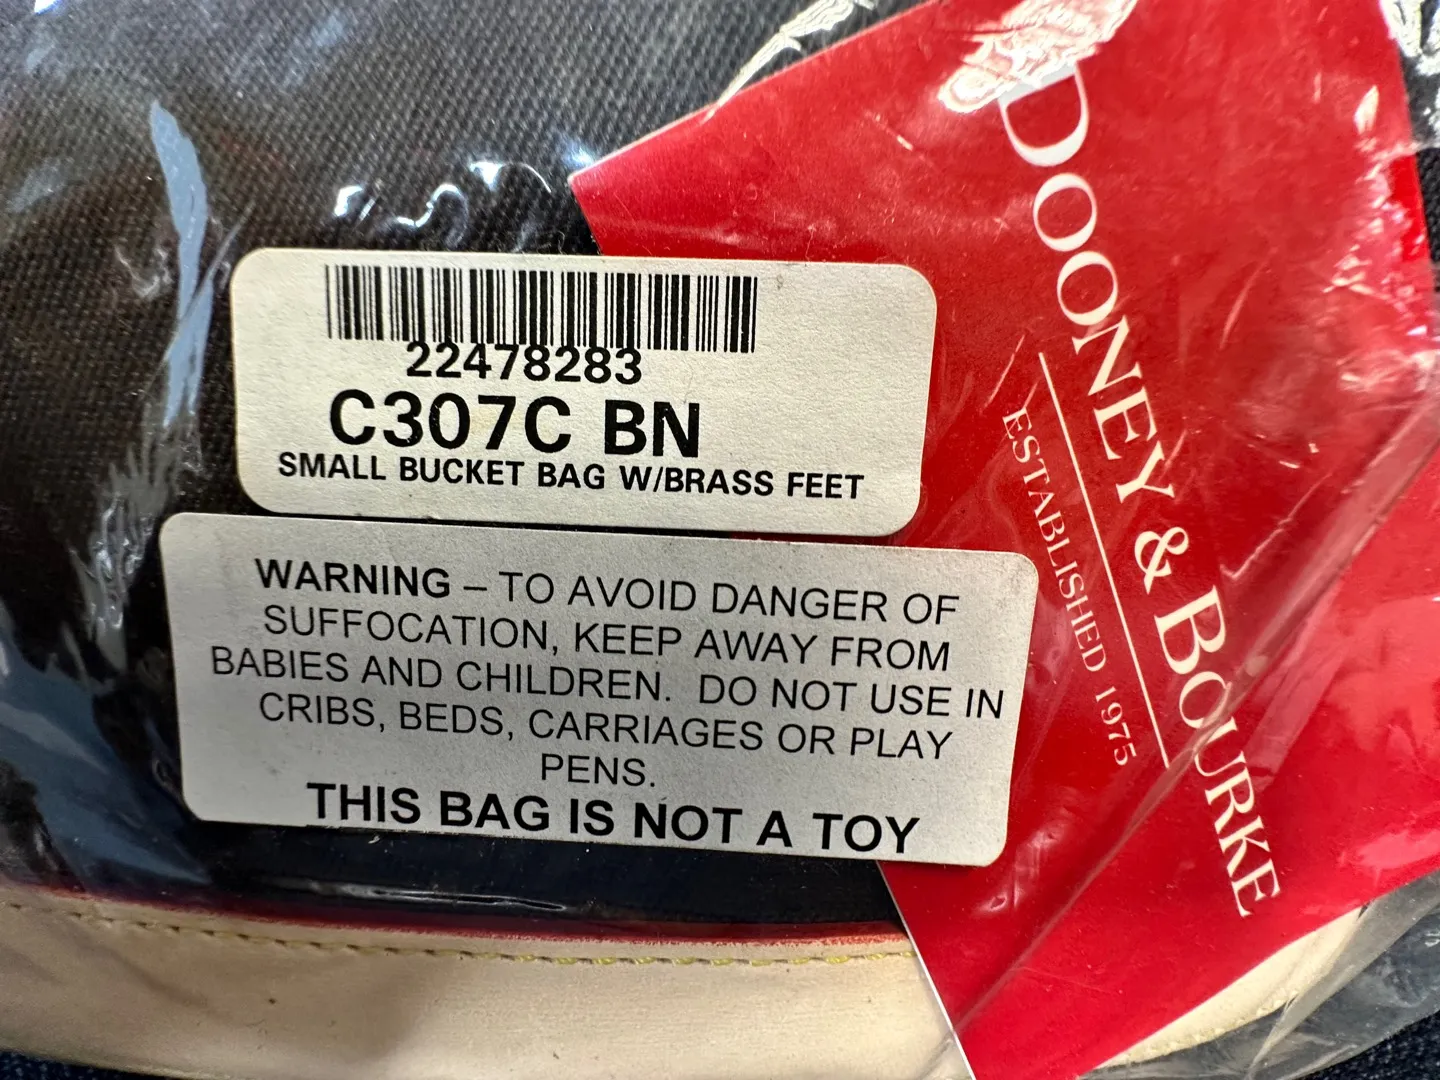 22478283
C307C BN
SMALL BUCKET BAG W/BRASS FEET
WARNING – TO AVOID DANGER OF
SUFFOCATION, KEEP AWAY FROM
BABIES AND CHILDREN. DO NOT USE IN
CRIBS, BEDS, CARRIAGES OR PLAY
PENS.
THIS BAG IS NOT A TOY
DOONEY & BOURKE
ESTABLISHED 1975